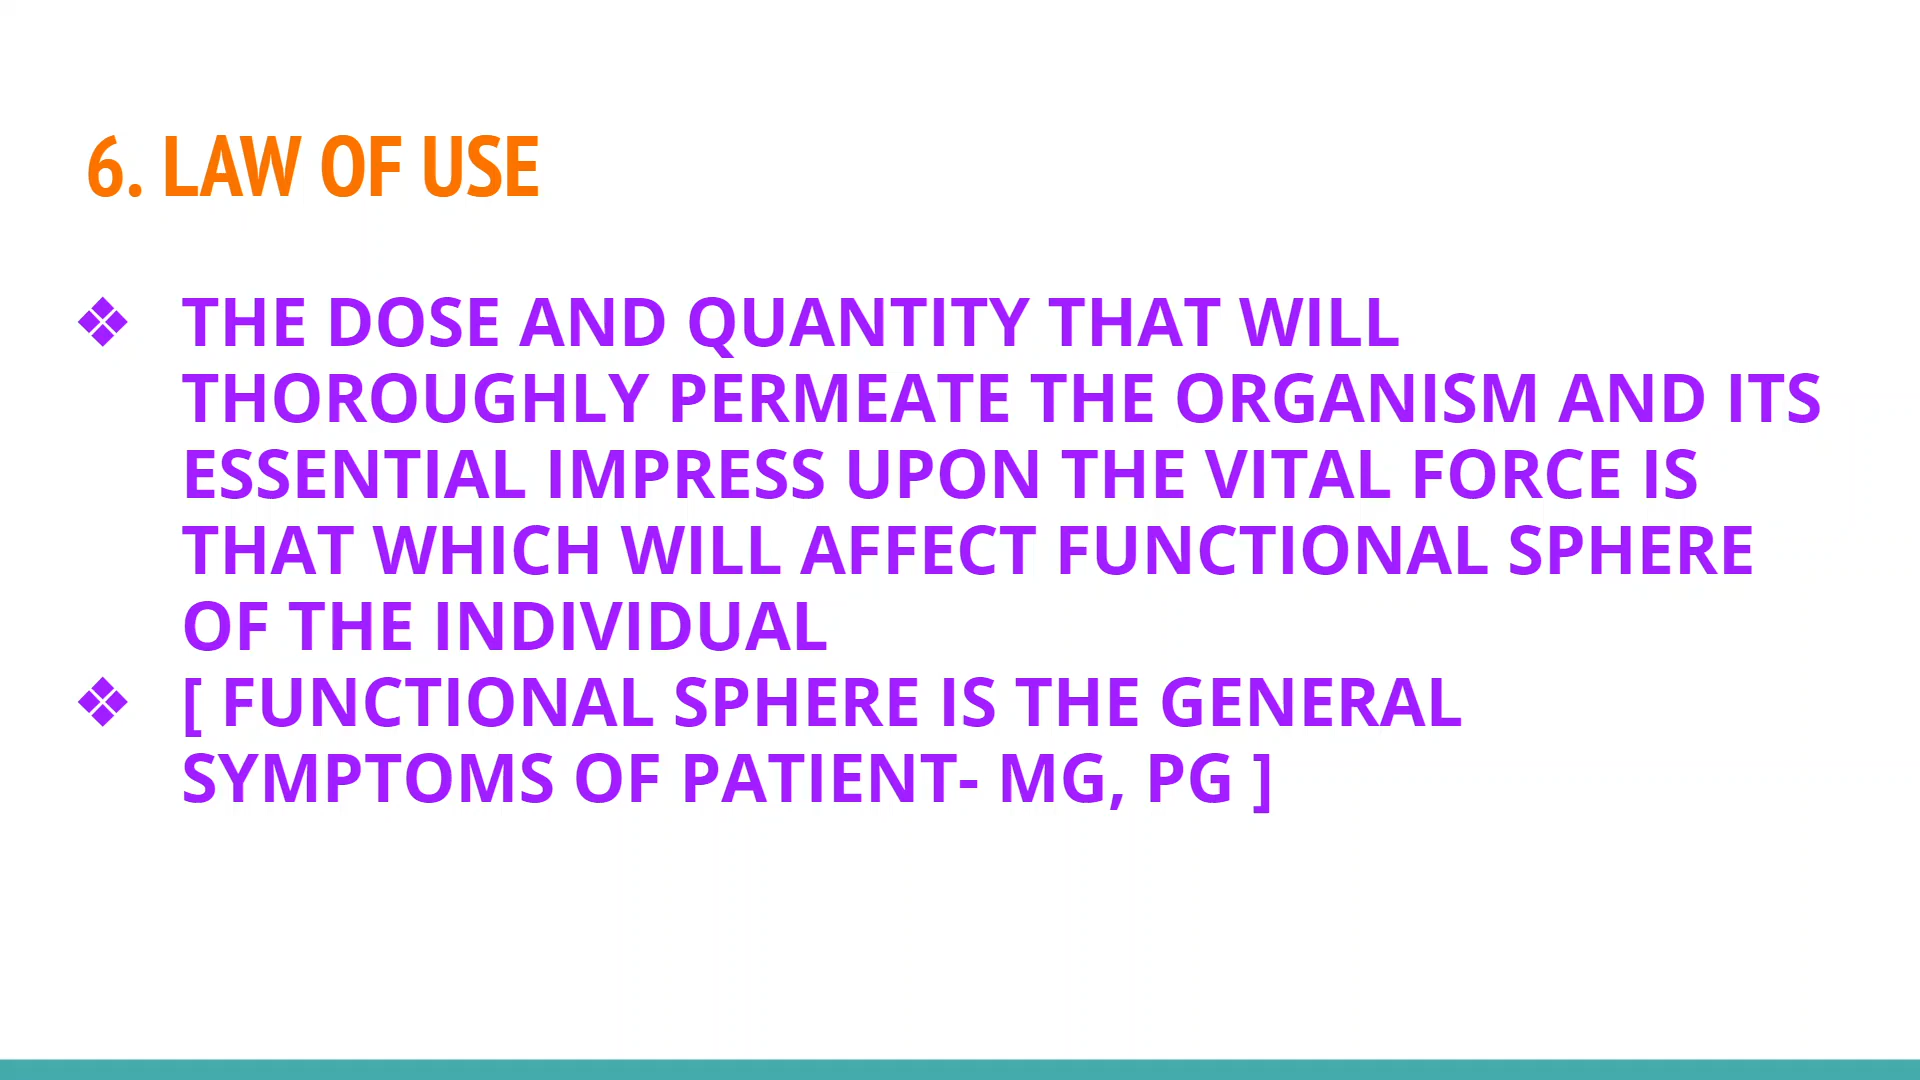 6. LAW OF USE
❖ THE DOSE AND QUANTITY THAT WILL
THOROUGHLY PERMEATE THE ORGANISM AND ITS
ESSENTIAL IMPRESS UPON THE VITAL FORCE IS
THAT WHICH WILL AFFECT FUNCTIONAL SPHERE
OF THE INDIVIDUAL
❖ [ FUNCTIONAL SPHERE IS THE GENERAL
SYMPTOMS OF PATIENT- MG, PG ]